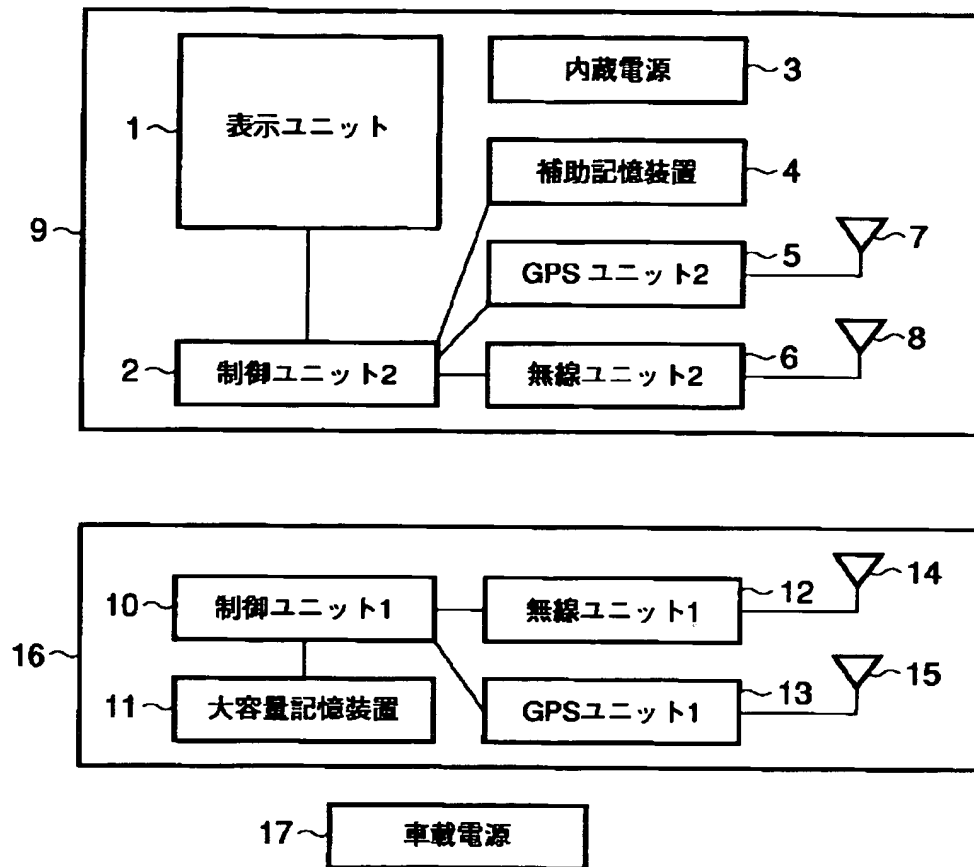 内蔵電源 3
1 表示ユニット
補助記憶装置 4
9
GPS ユニット2 5 7
2 制御ユニット2
無線ユニット2 6 8
10 制御ユニット1
無線ユニット1 12 14
16
11 大容量記憶装置
GPSユニット1 13 15
17 車載電源